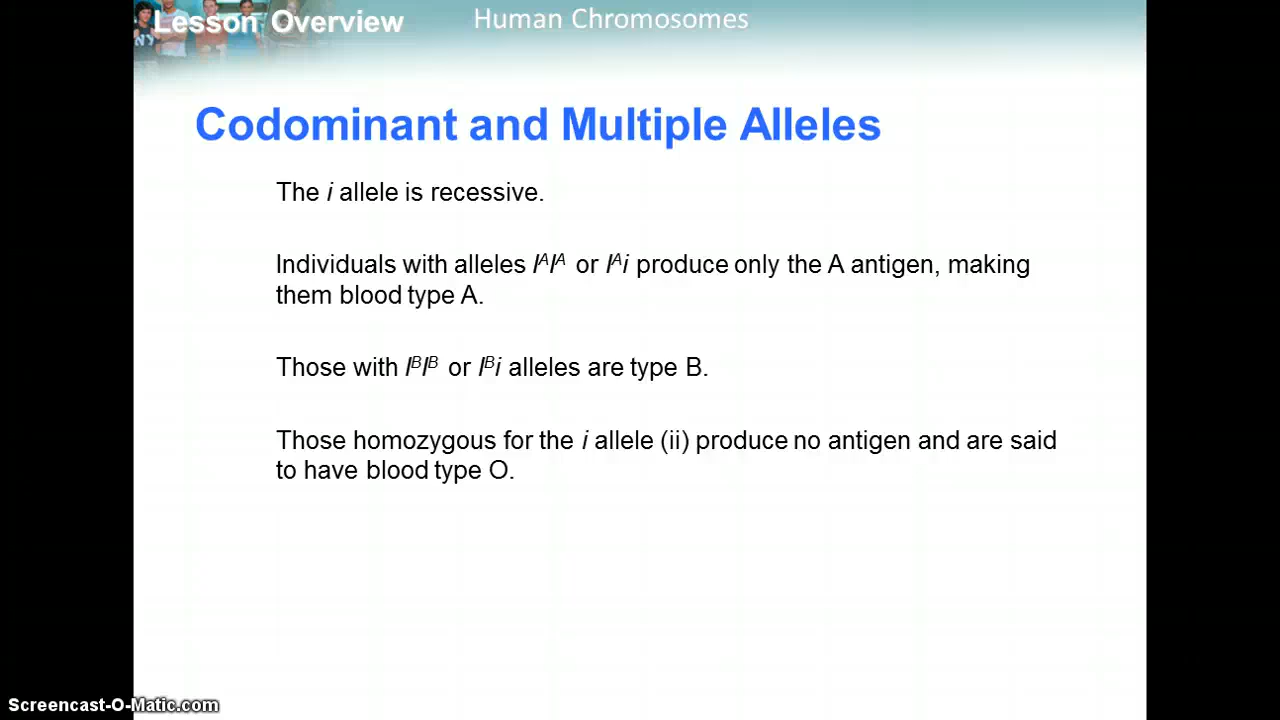 Lesson Overview Human Chromosomes
Codominant and Multiple Alleles
The i allele is recessive.
Individuals with alleles IᴬIᴬ or Iᴬi produce only the A antigen, making
them blood type A.
Those with IᴮIᴮ or Iᴮi alleles are type B.
Those homozygous for the i allele (ii) produce no antigen and are said
to have blood type O.
Screencast-O-Matic.com